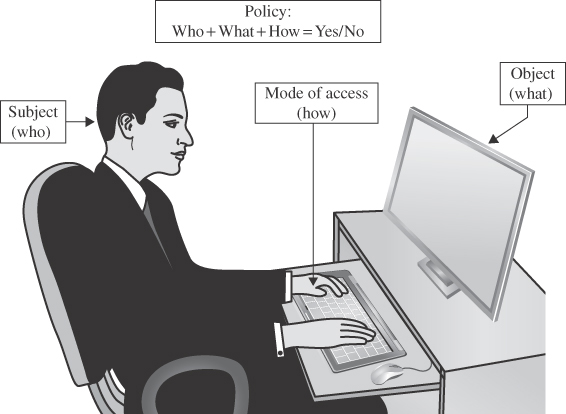 Policy:
Who + What + How = Yes/No
Mode of access
(how)
Object
(what)
Subject
(who)